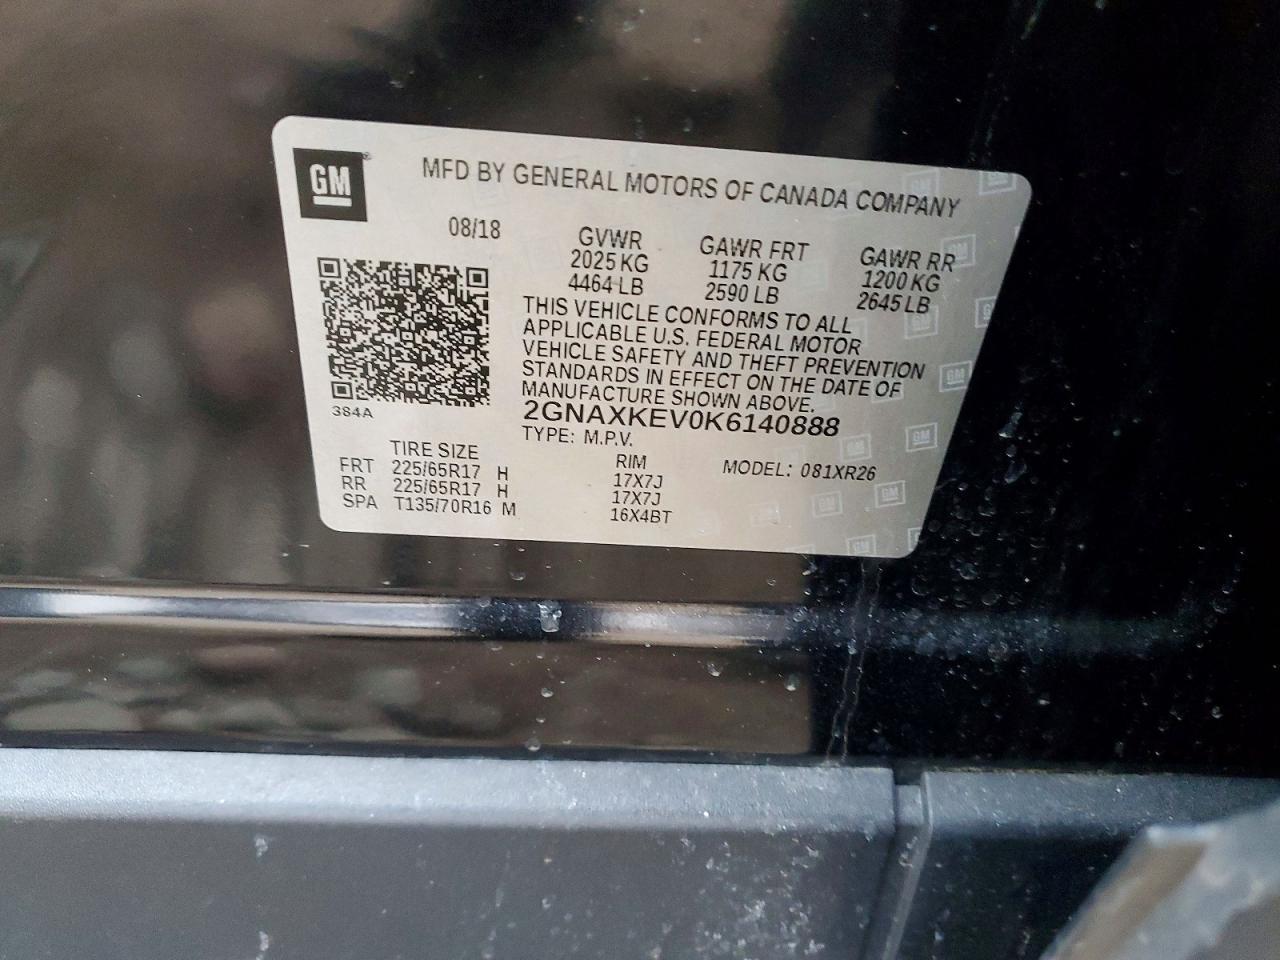 GM
MFD BY GENERAL MOTORS OF CANADA COMPANY
08/18
GVWR GAWR FRT GAWR RR
2025 KG 1175 KG 1200 KG
4464 LB 2590 LB 2645 LB
THIS VEHICLE CONFORMS TO ALL
APPLICABLE U.S. FEDERAL MOTOR
VEHICLE SAFETY AND THEFT PREVENTION
STANDARDS IN EFFECT ON THE DATE OF
MANUFACTURE SHOWN ABOVE.
384A
2GNAXKEV0K6140888
TYPE: M.P.V.
TIRE SIZE RIM MODEL: 081XR26
FRT 225/65R17 H 17X7J
RR 225/65R17 H 17X7J
SPA T135/70R16 M 16X4BT